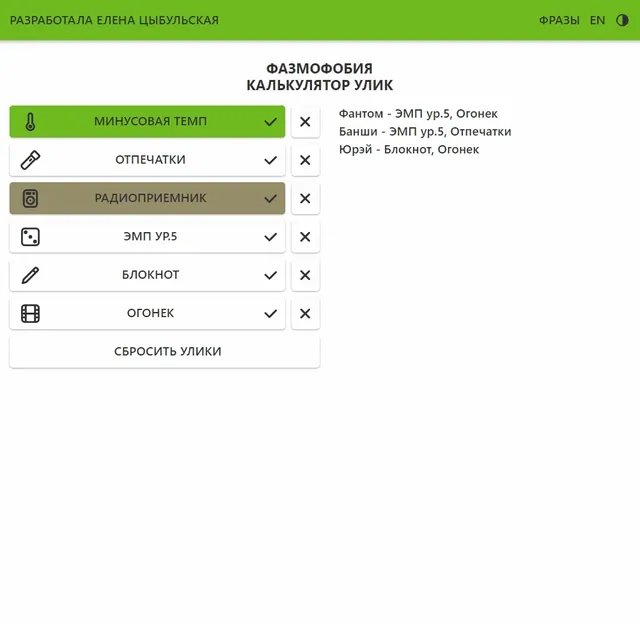 РАЗРАБОТАЛА ЕЛЕНА ЦЫБУЛЬСКАЯ
ФРАЗЫ EN
ФАЗМОФОБИЯ
КАЛЬКУЛЯТОР УЛИК
МИНУСОВАЯ ТЕМП
ОТПЕЧАТКИ
РАДИОПРИЕМНИК
ЭМП УР.5
БЛОКНОТ
ОГОНЕК
СБРОСИТЬ УЛИКИ
Фантом - ЭМП ур.5, Огонек
Банши - ЭМП ур.5, Отпечатки
Юрэй - Блокнот, Огонек